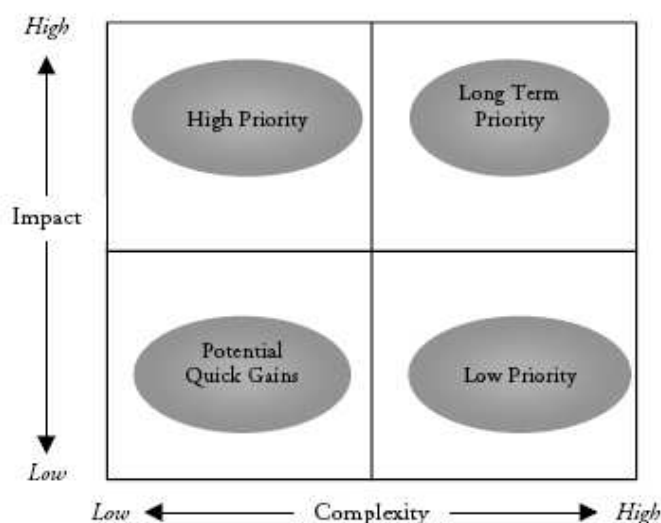 High
Long Term
Priority
High Priority
Impact
Potential
Quick Gains
Low Priority
Low
Low
Complexity
High